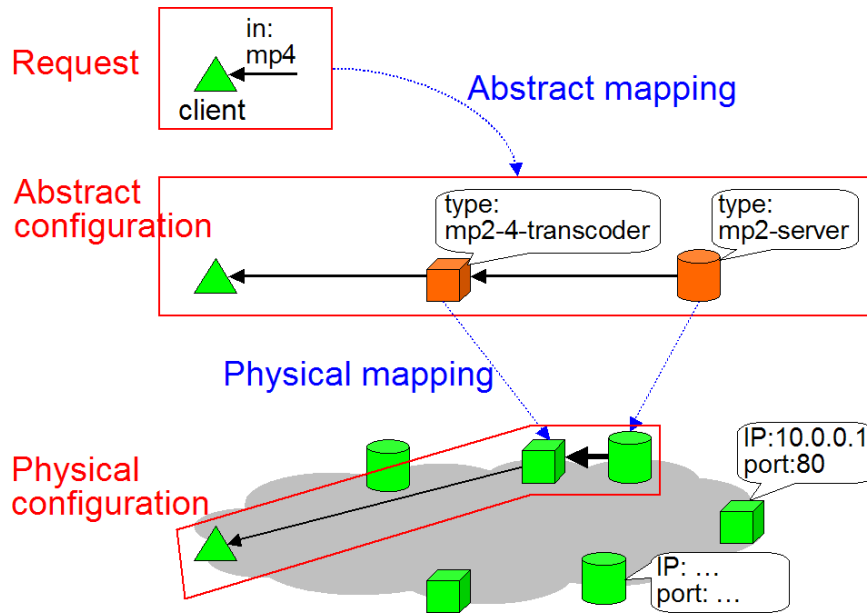 Request
in:
mp4
client
Abstract mapping
Abstract
configuration
type:
mp2-4-transcoder
type:
mp2-server
Physical mapping
Physical
configuration
IP:10.0.0.1
port:80
IP: …
port: …